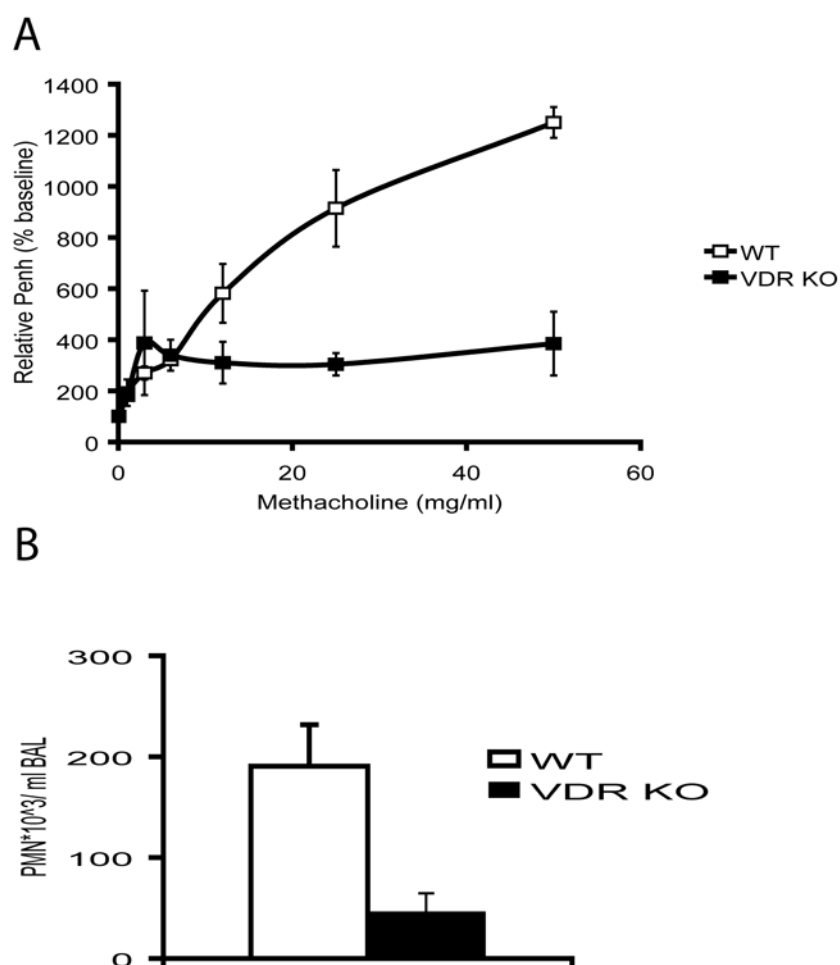 A
1400
1200
1000
800
600
400
200
0
Relative Penh (% baseline)
0 20 40 60
Methacholine (mg/ml)
WT
VDR KO
B
300
200
100
0
PMN*10^3/ ml BAL
WT
VDR KO